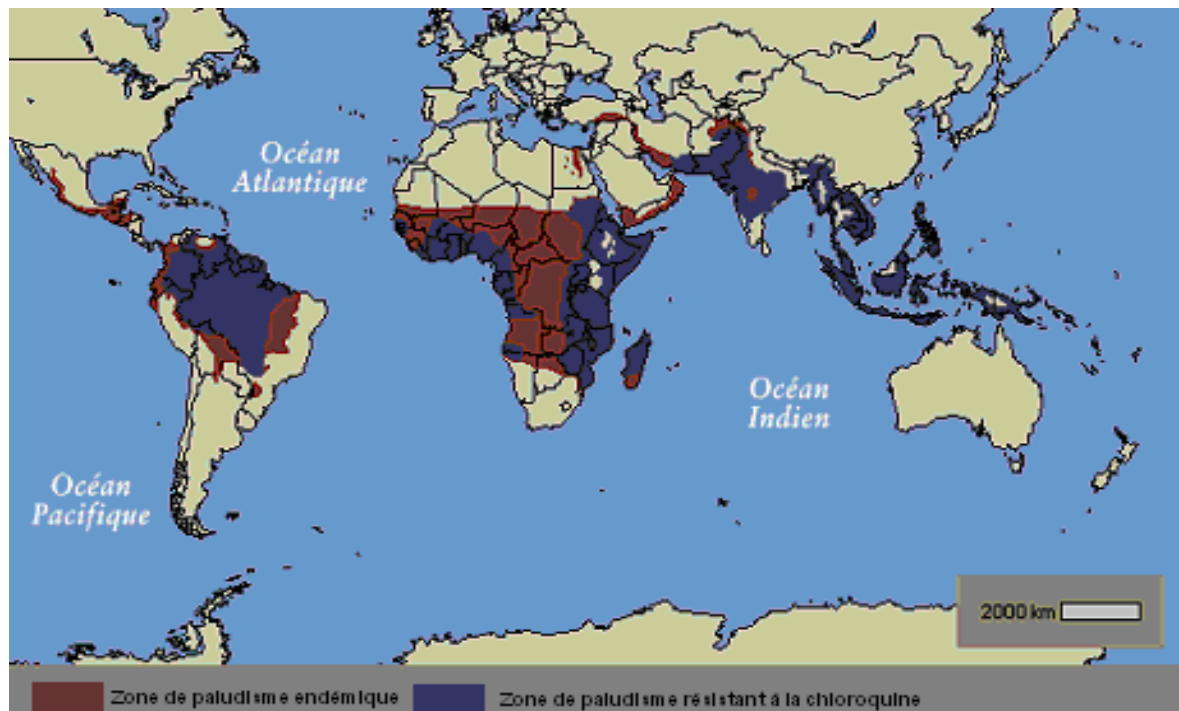 Océan
Atlantique
Océan
Indien
Océan
Pacifique
2000 km
Zone de paludisme endémique
Zone de paludisme résistant à la chloroquine